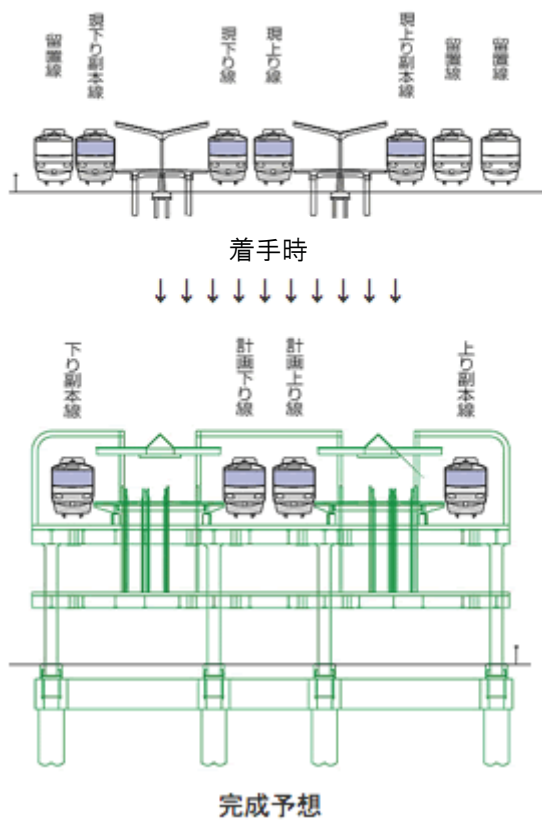 留置線
現下り副本線
現下り線
現上り線
現上り副本線
留置線
留置線
着手時
↓ ↓ ↓ ↓ ↓ ↓ ↓ ↓ ↓ ↓
下り副本線
計画下り線
計画上り線
上り副本線
完成予想